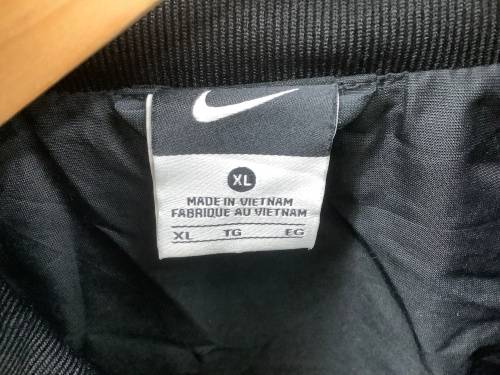 XL
MADE IN VIETNAM
FABRIQUE AU VIETNAM
XL TG EG